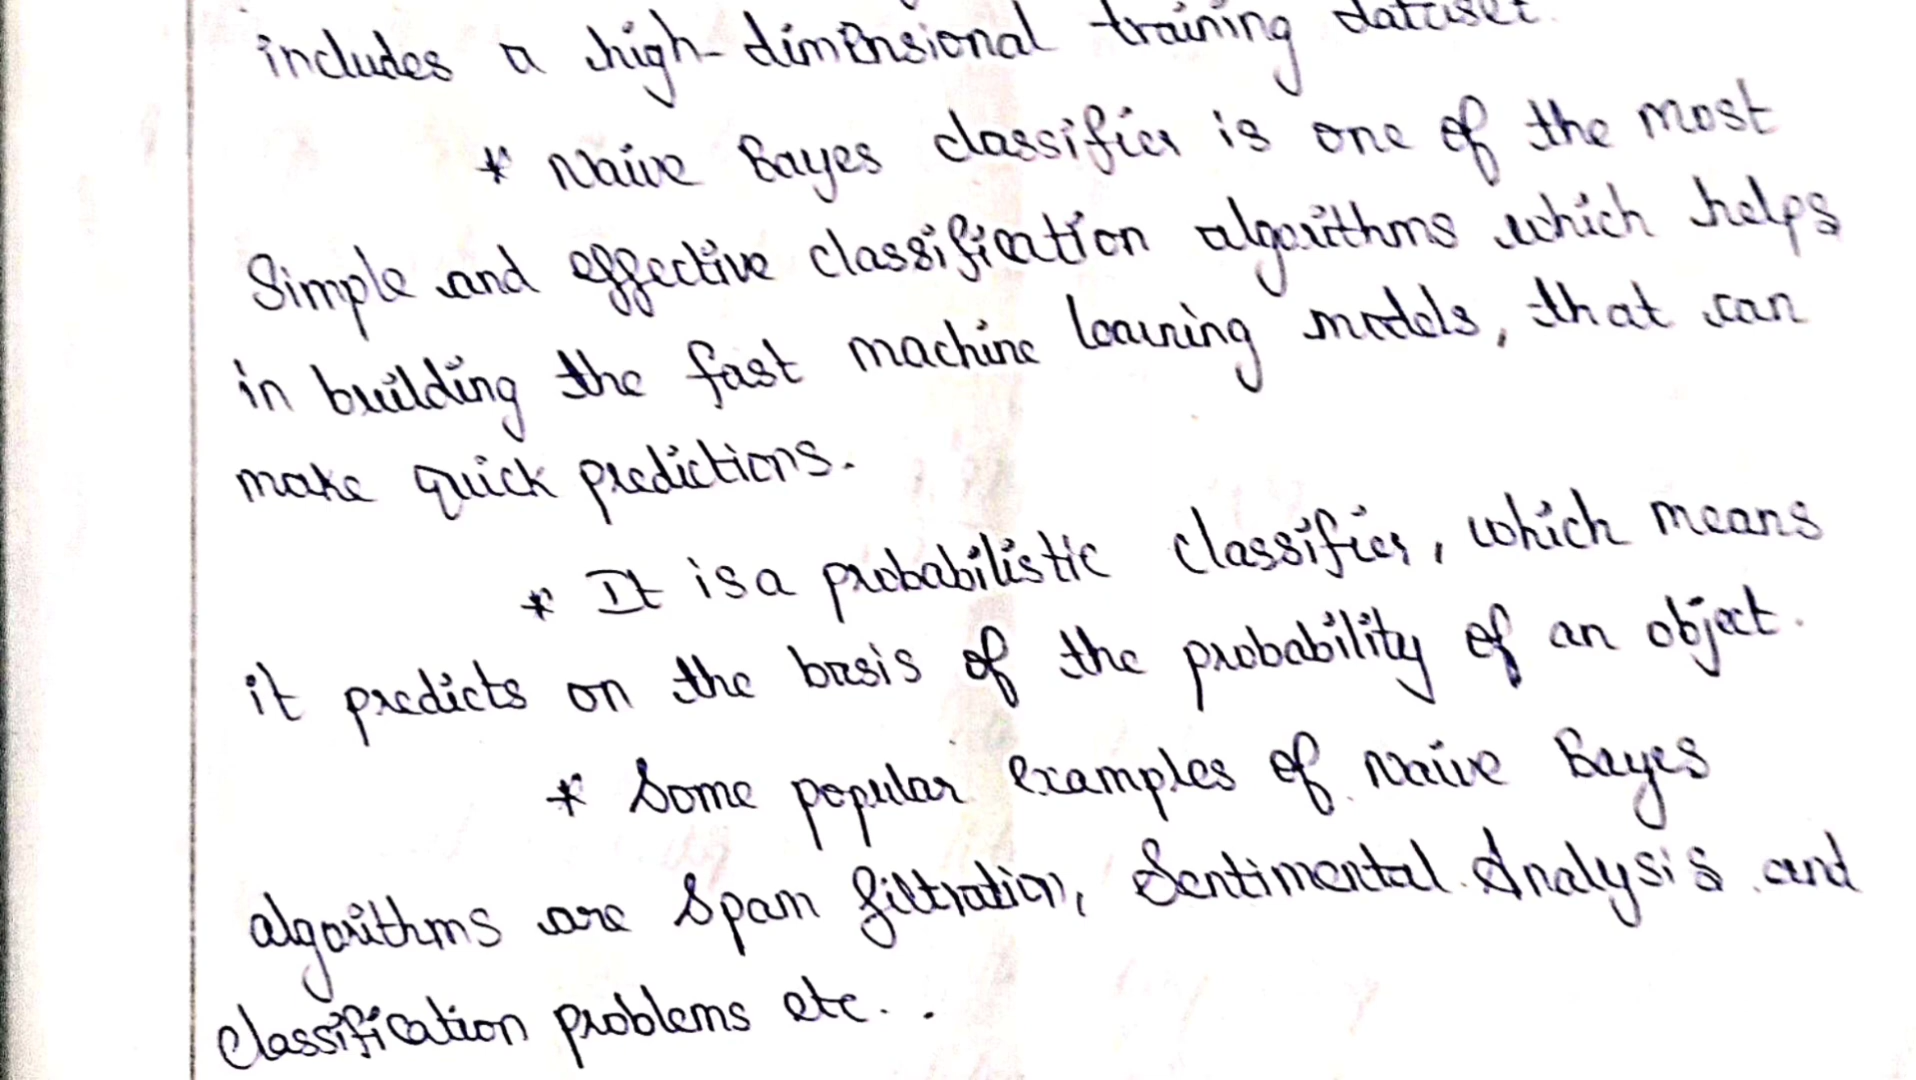 includes a high-dimensional training dataset.
* Naïve Bayes classifier is one of the most
Simple and effective classification algorithms which helps
in building the fast machine learning models, that can
make quick predictions.
* It is a probabilistic classifier, which means
it predicts on the basis of the probability of an object.
* Some popular examples of Naïve Bayes
algorithms are Spam filtration, Sentimental Analysis and
classification problems etc..